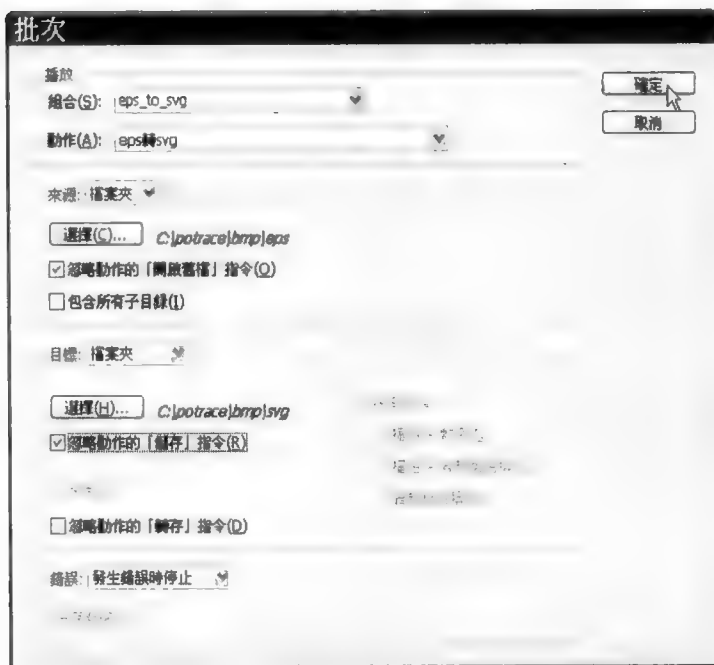 批次
播放
組合(S): eps_to_svg
確定
動作(A): eps轉svg
取消
來源: 檔案夾
選擇(C)... C:\potrace\bmp\eps
忽略動作的「開啟舊檔」指令(O)
包含所有子目錄(I)
目標: 檔案夾
選擇(H)... C:\potrace\bmp\svg
忽略動作的「儲存」指令(R)
忽略動作的「轉存」指令(D)
錯誤: 發生錯誤時停止